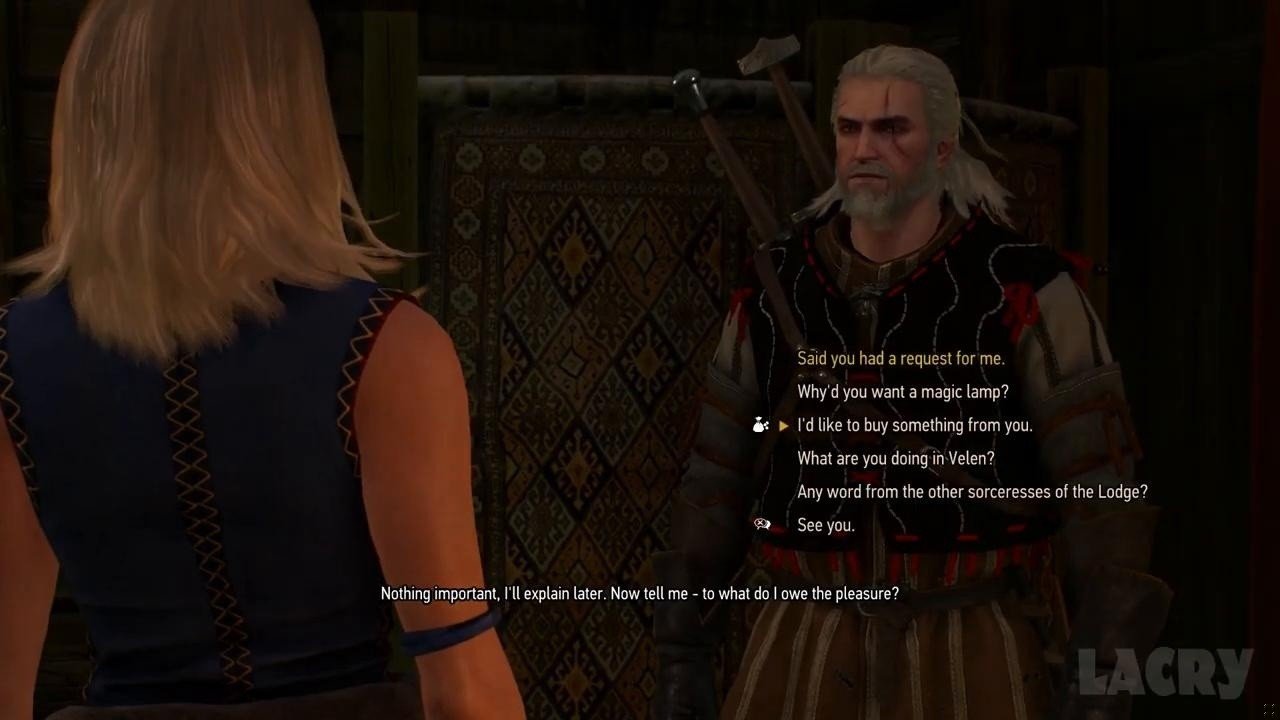 Said you had a request for me.
Why'd you want a magic lamp?
I'd like to buy something from you.
What are you doing in Velen?
Any word from the other sorceresses of the Lodge?
See you.
Nothing important, I'll explain later. Now tell me - to what do I owe the pleasure?
LACRY